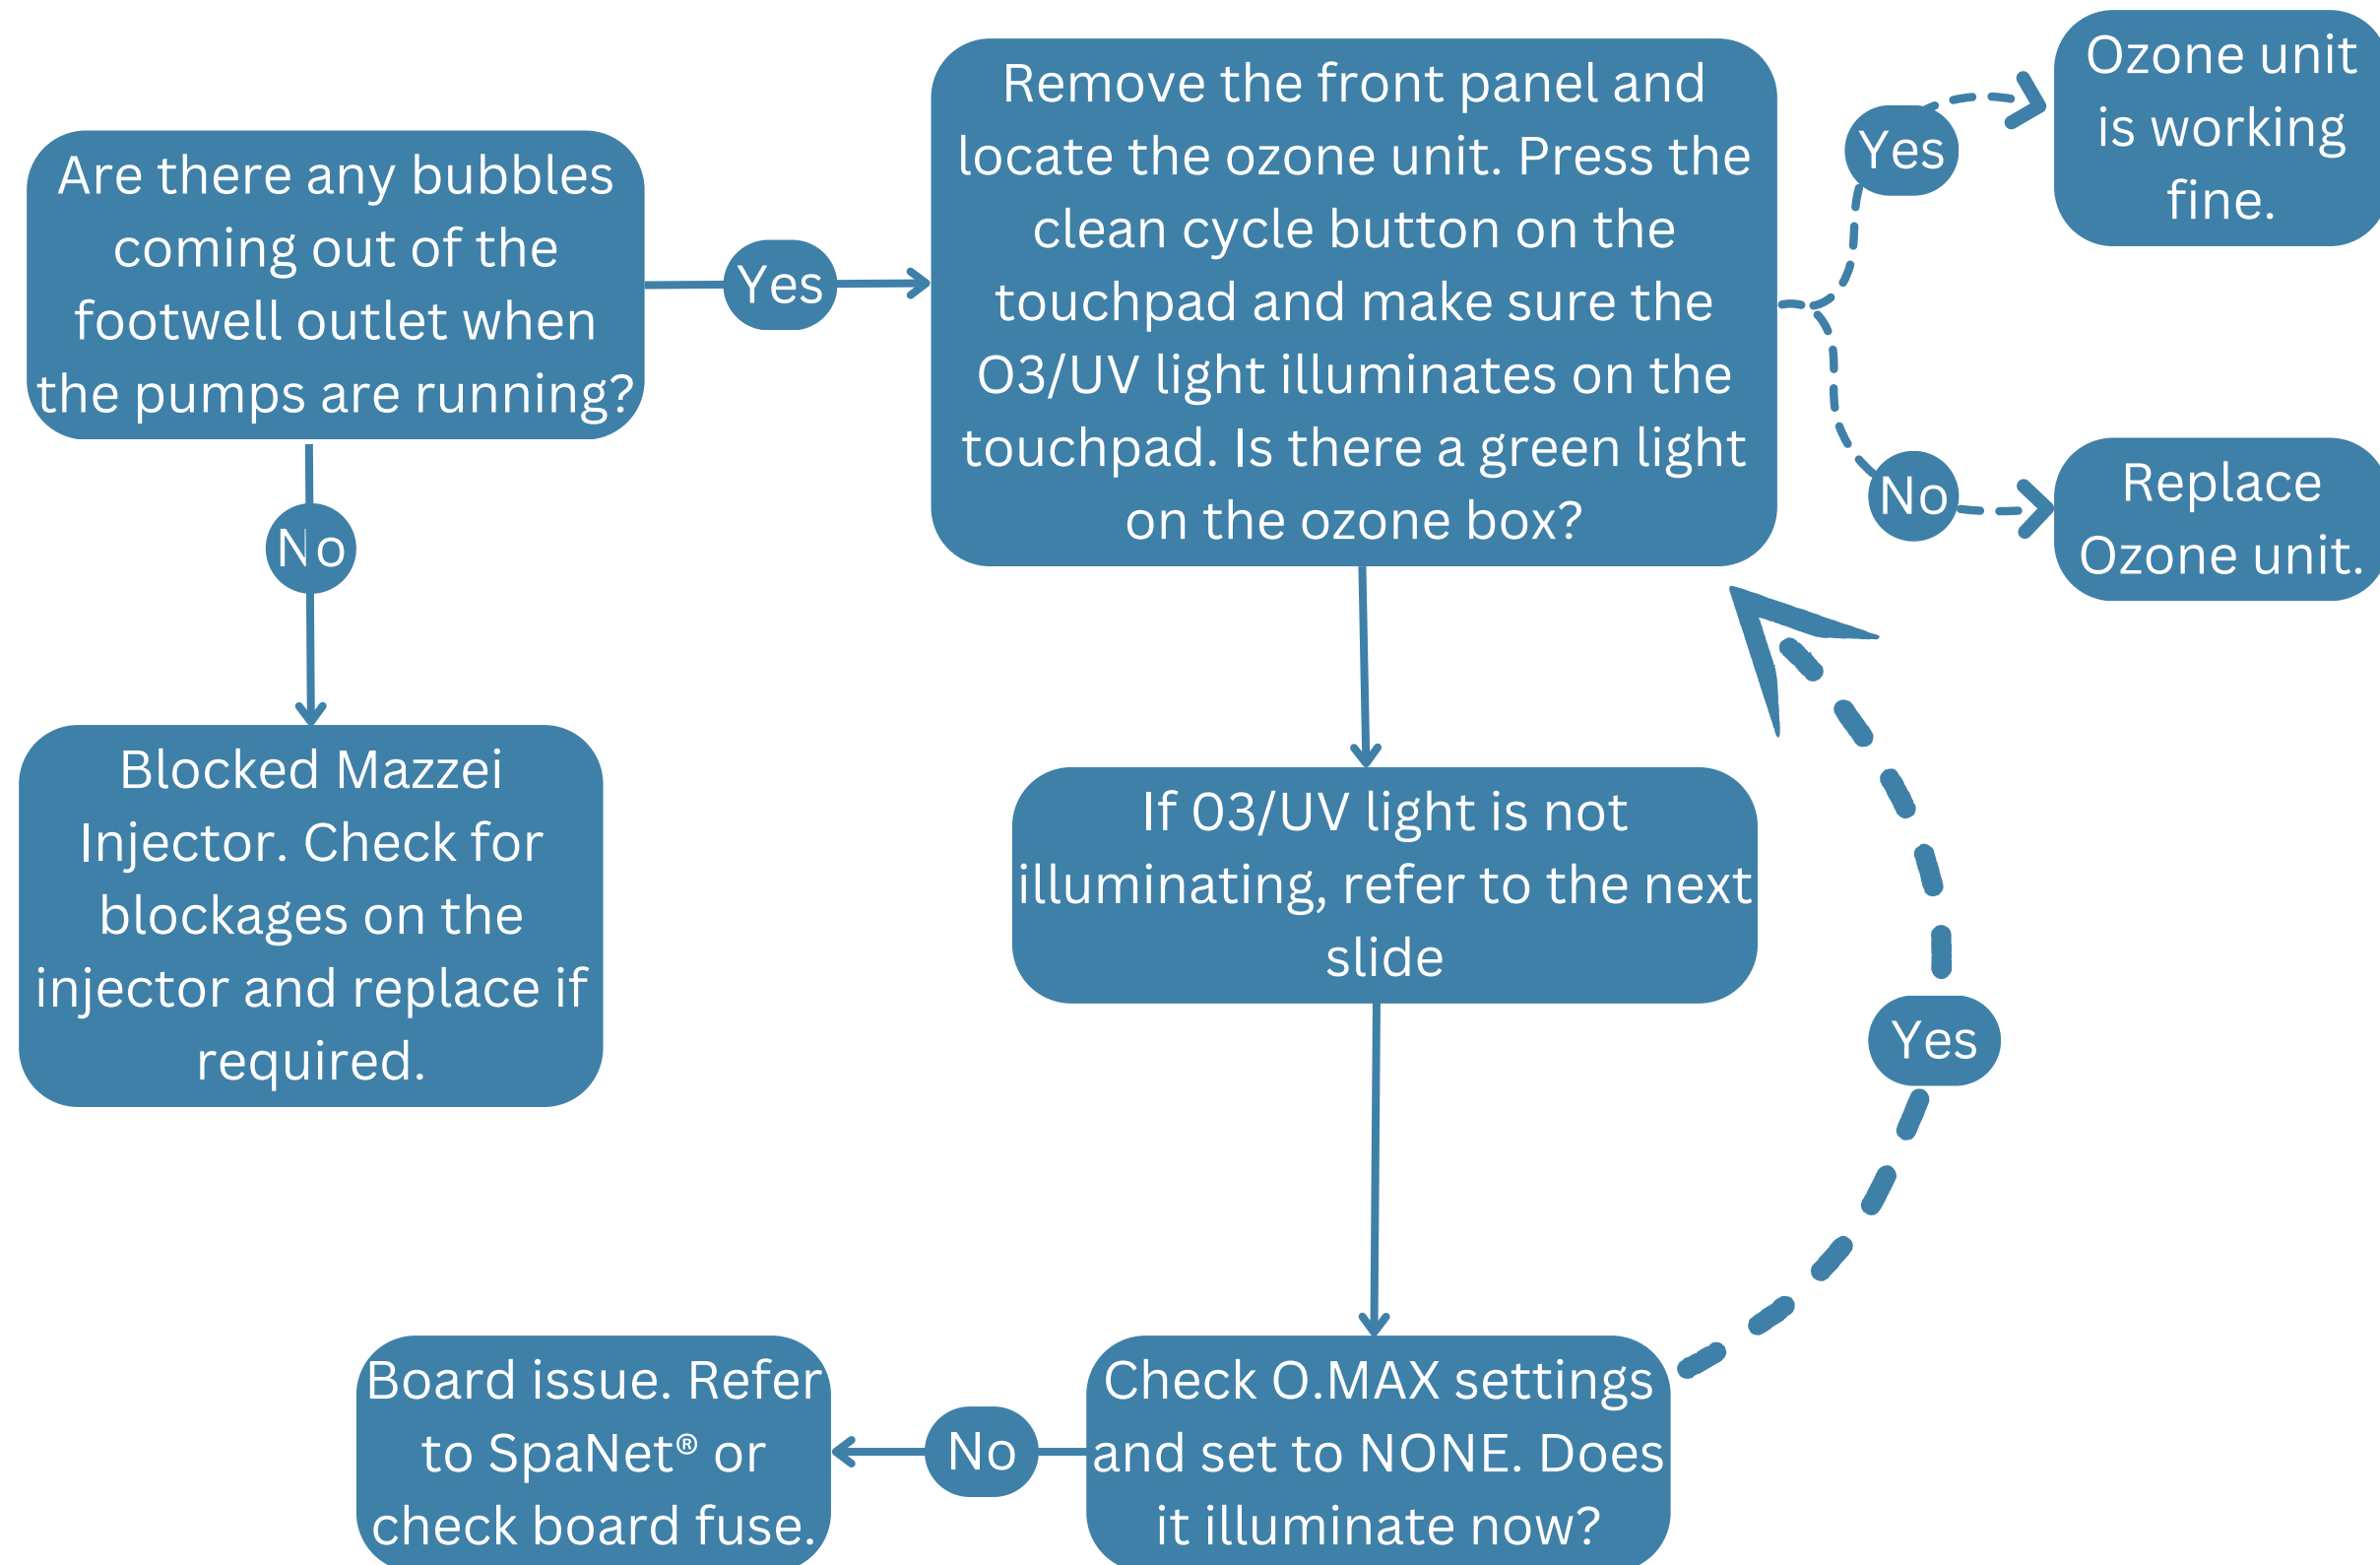 Are there any bubbles
coming out of the
footwell outlet when
the pumps are running?
Yes
Remove the front panel and
locate the ozone unit. Press the
clean cycle button on the
touchpad and make sure the
O3/UV light illuminates on the
touchpad. Is there a green light
on the ozone box?
Yes
Ozone unit
is working
fine.
No
Replace
Ozone unit.
No
Blocked Mazzei
Injector. Check for
blockages on the
injector and replace if
required.
If 03/UV light is not
illuminating, refer to the next
slide
Yes
Check O.MAX settings
and set to NONE. Does
it illuminate now?
No
Board issue. Refer
to SpaNet® or
check board fuse.